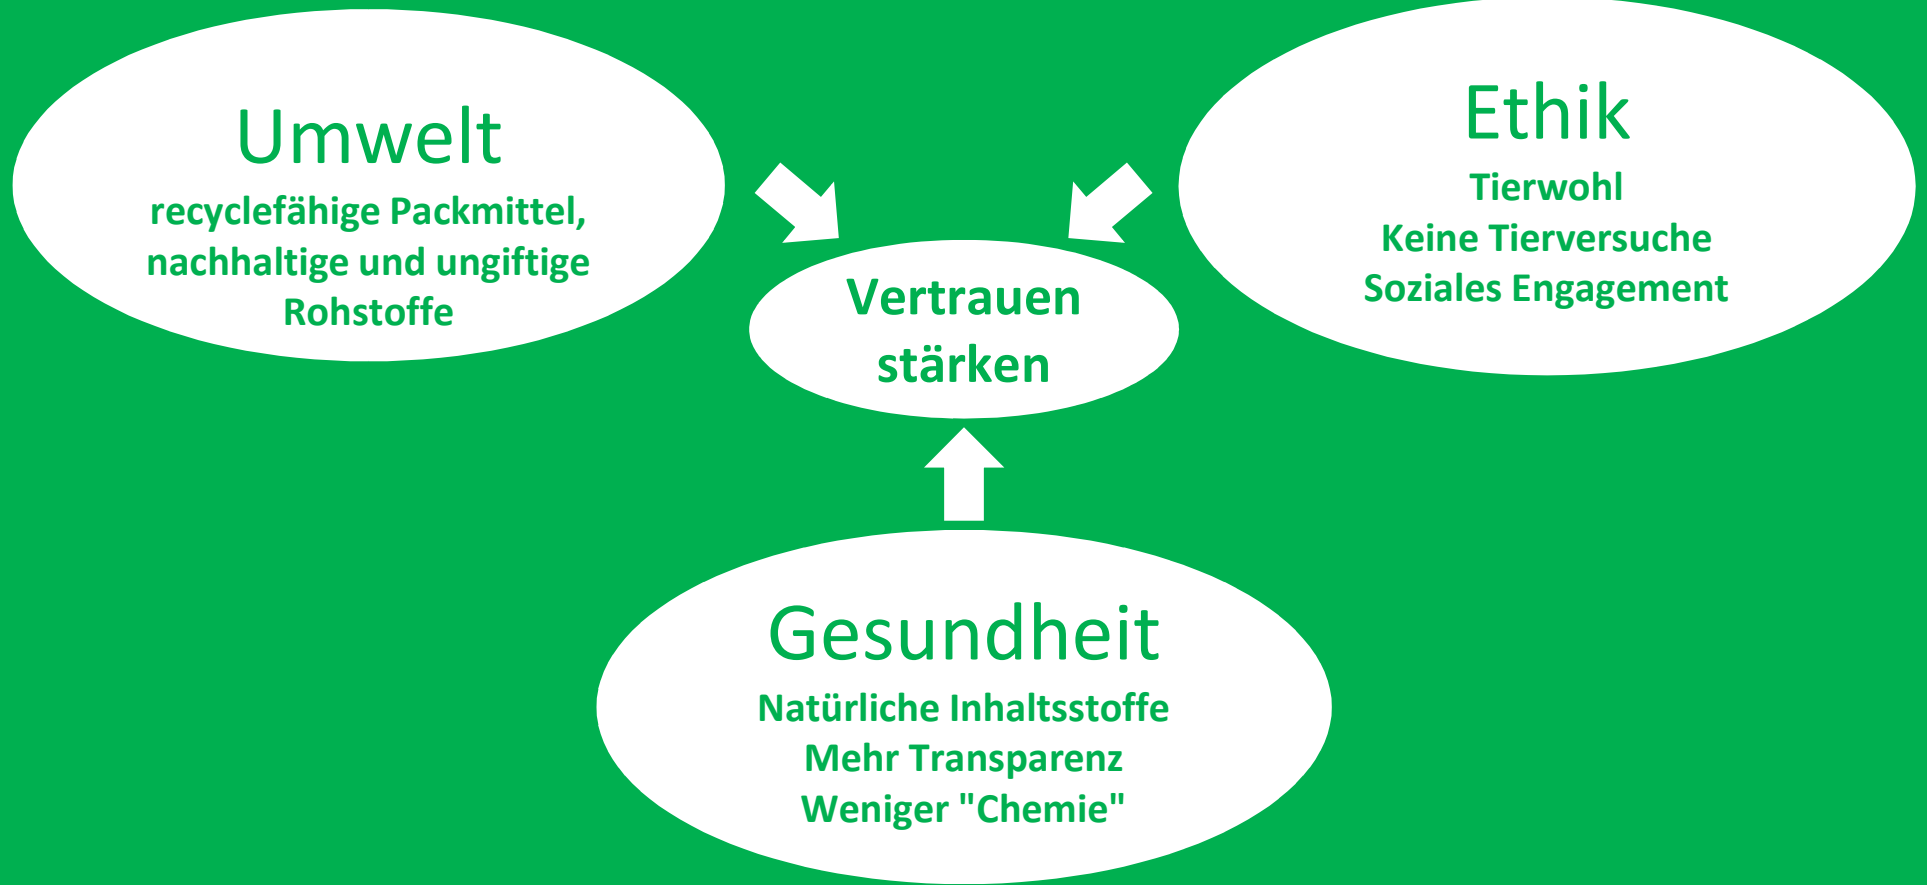 Umwelt
recyclefähige Packmittel,
nachhaltige und ungiftige
Rohstoffe
Ethik
Tierwohl
Keine Tierversuche
Soziales Engagement
Vertrauen
stärken
Gesundheit
Natürliche Inhaltsstoffe
Mehr Transparenz
Weniger "Chemie"